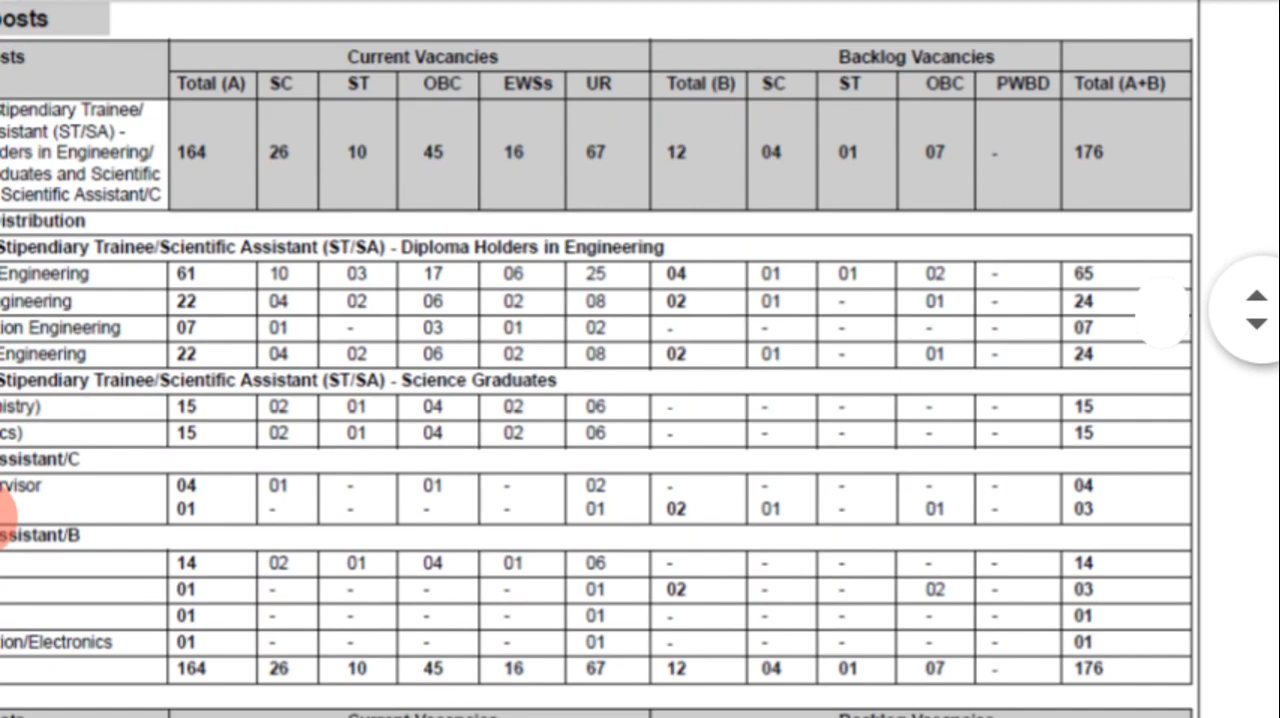 posts
sts Current Vacancies Backlog Vacancies
Total (A) SC ST OBC EWSs UR Total (B) SC ST OBC PWBD Total (A+B)
tipendiary Trainee/
sistant (ST/SA) -
ders in Engineering/ 164 26 10 45 16 67 12 04 01 07 - 176
duates and Scientific
Scientific Assistant/C
istribution
Stipendiary Trainee/Scientific Assistant (ST/SA) - Diploma Holders in Engineering
Engineering 61 10 03 17 06 25 04 01 01 02 - 65
gineering 22 04 02 06 02 08 02 01 - 01 - 24
ion Engineering 07 01 - 03 01 02 - - - - - 07
Engineering 22 04 02 06 02 08 02 01 - 01 - 24
Stipendiary Trainee/Scientific Assistant (ST/SA) - Science Graduates
istry) 15 02 01 04 02 06 - - - - - 15
cs) 15 02 01 04 02 06 - - - - - 15
ssistant/C
rvisor 04 01 - 01 - 02 - - - - - 04
01 - - - - 01 02 01 - 01 - 03
ssistant/B
14 02 01 04 01 06 - - - - - 14
01 - - - - 01 02 - - 02 - 03
01 - - - - 01 - - - - - 01
ion/Electronics 01 - - - - 01 - - - - - 01
164 26 10 45 16 67 12 04 01 07 - 176